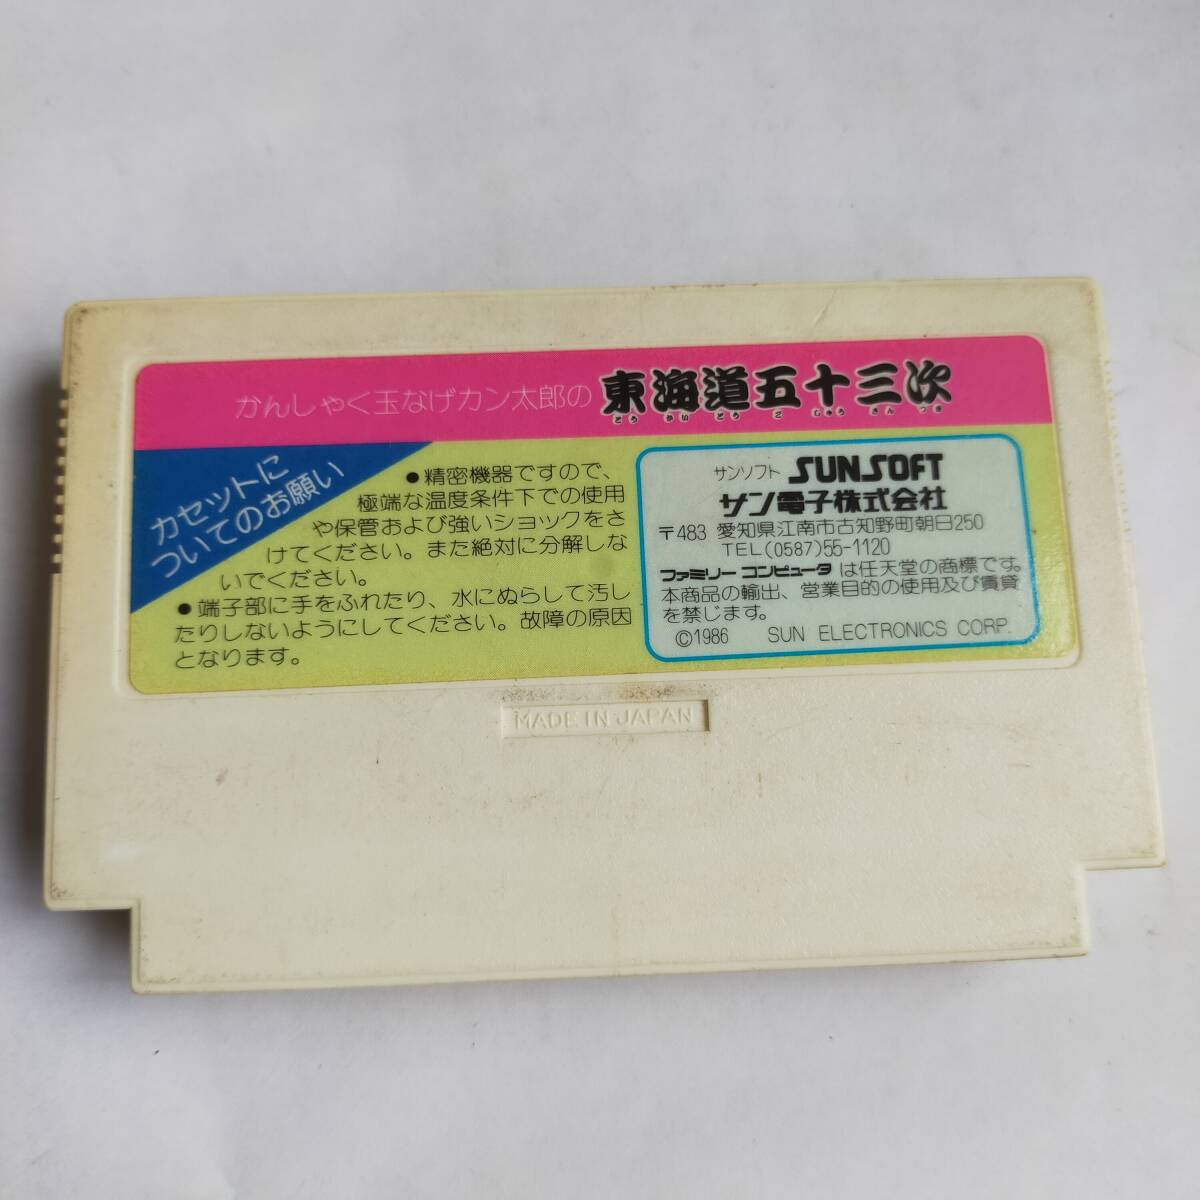 かんしゃく玉なげカン太郎の 東海道五十三次
とう かい どう ご じゅう さん つぎ
カセットに
ついてのお願い
●精密機器ですので、
極端な温度条件下での使用
や保管および強いショックをさ
けてください。また絶対に分解しな
いでください。
●端子部に手をふれたり、水にぬらして汚し
たりしないようにしてください。故障の原因
となります。
サンソフト SUNSOFT
サン電子株式会社
〒483 愛知県江南市古知野町朝日250
TEL(0587)55-1120
ファミリーコンピュータ は任天堂の商標です。
本商品の輸出、営業目的の使用及び賃貸
を禁じます。
©1986 SUN ELECTRONICS CORP.
MADE IN JAPAN